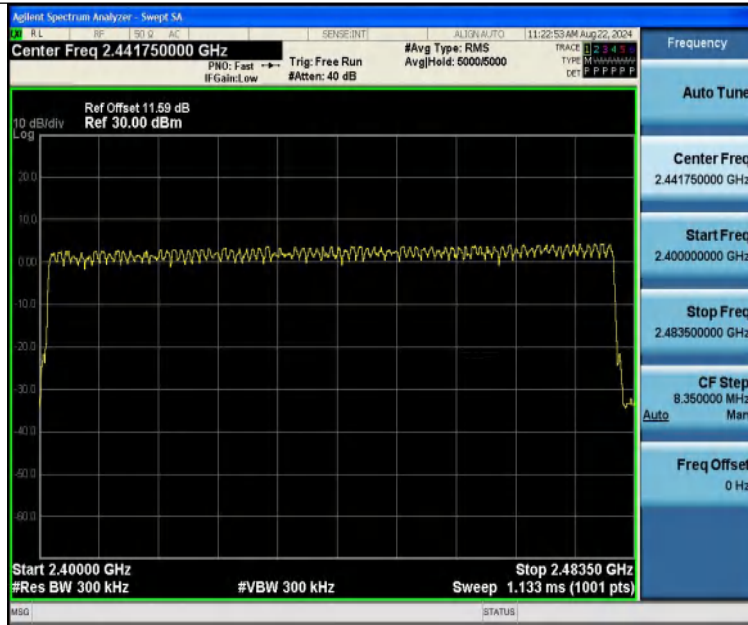 Agilent Spectrum Analyzer - Swept SA
RL RF 50 Ω AC SENSE:INT ALIGN AUTO 11:22:53 AM Aug 22, 2024
Center Freq 2.441750000 GHz
#Avg Type: RMS
TRACE 1 2 3 4 5 6
PNO: Fast
Trig: Free Run
Avg|Hold: 5000/5000
TYPE M
IFGain:Low
#Atten: 40 dB
DET P P P P P P
Ref Offset 11.59 dB
10 dB/div
Ref 30.00 dBm
Log
20.0
10.0
0.00
-10.0
-20.0
-30.0
-40.0
-50.0
-60.0
Start 2.40000 GHz
Stop 2.48350 GHz
#Res BW 300 kHz
#VBW 300 kHz
Sweep 1.133 ms (1001 pts)
MSG
STATUS
Frequency
Auto Tune
Center Freq
2.441750000 GHz
Start Freq
2.400000000 GHz
Stop Freq
2.483500000 GHz
CF Step
8.350000 MHz
Auto Man
Freq Offset
0 Hz